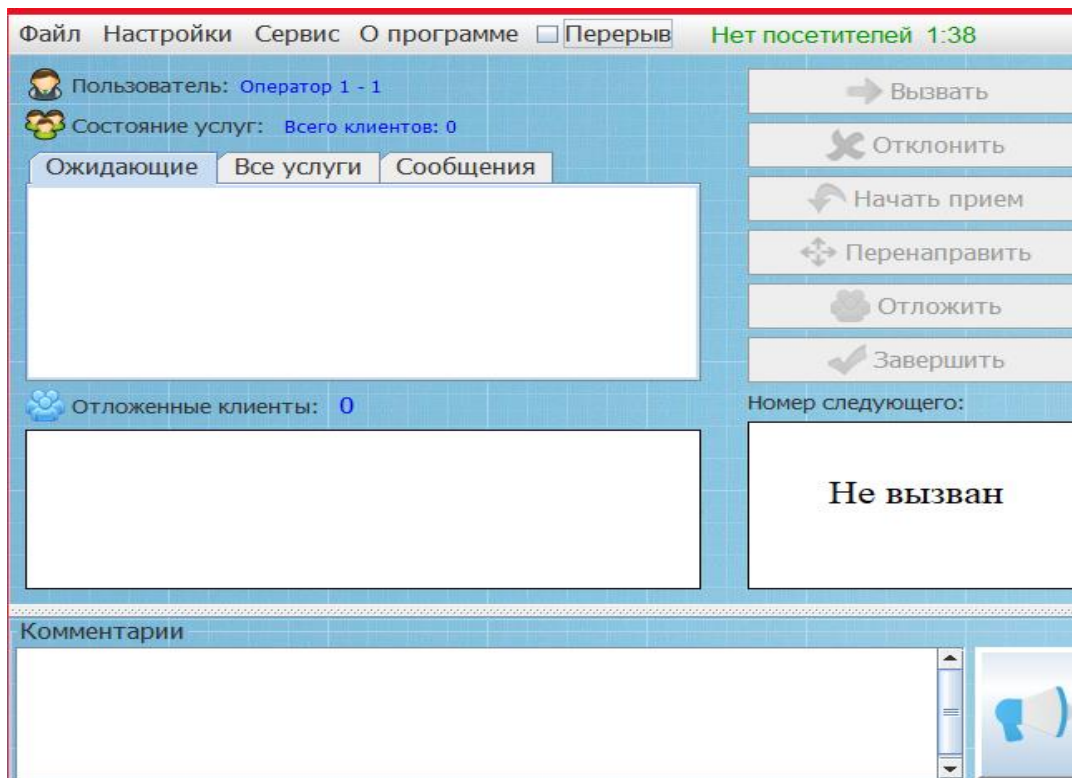 Файл Настройки Сервис О программе Перерыв Нет посетителей 1:38
Пользователь: Оператор 1 - 1
Состояние услуг: Всего клиентов: 0
Ожидающие Все услуги Сообщения
Вызвать
Отклонить
Начать прием
Перенаправить
Отложить
Завершить
Отложенные клиенты: 0
Номер следующего:
Не вызван
Комментарии